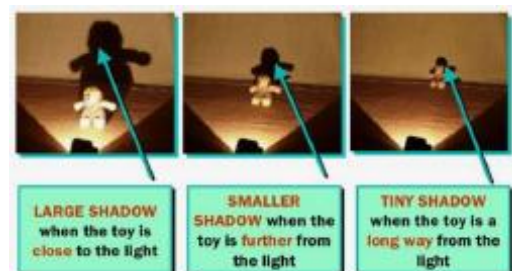 LARGE SHADOW
when the toy is
close to the light
SMALLER
SHADOW when the
toy is further from
the light
TINY SHADOW
when the toy is a
long way from the
light